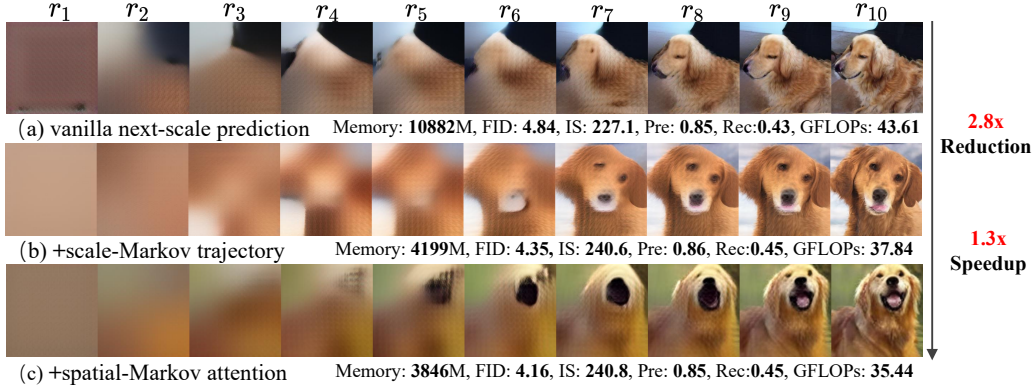 r1 r2 r3 r4 r5 r6 r7 r8 r9 r10
(a) vanilla next-scale prediction Memory: 10882M, FID: 4.84, IS: 227.1, Pre: 0.85, Rec:0.43, GFLOPs: 43.61
2.8x
Reduction
(b) +scale-Markov trajectory Memory: 4199M, FID: 4.35, IS: 240.6, Pre: 0.86, Rec:0.45, GFLOPs: 37.84
1.3x
Speedup
(c) +spatial-Markov attention Memory: 3846M, FID: 4.16, IS: 240.8, Pre: 0.85, Rec:0.45, GFLOPs: 35.44